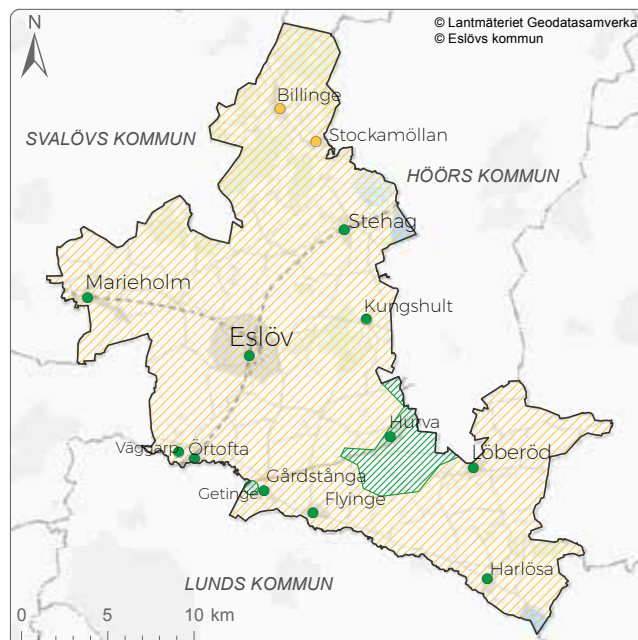 © Lantmäteriet Geodatasamverka
© Eslövs kommun
N
Billinge
SVALÖVS KOMMUN
Stockamöllan
HÖÖRS KOMMUN
Stehag
Marieholm
Kungshult
Eslöv
Hurva
Väggarp
Örtofta
Löberöd
Gårdstånga
Getinge
Flyinge
Harlösa
LUNDS KOMMUN
0 5 10 km